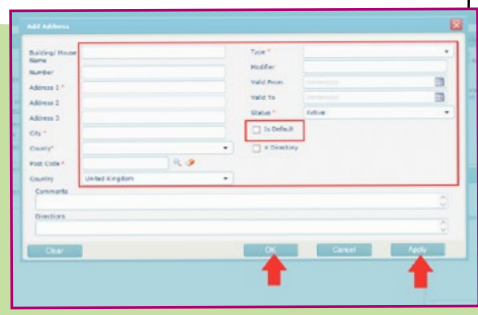 Add Address
Building/ House Name
Number
Address 1 *
Address 2
Address 3
City *
County*
Post Code *
Country
United Kingdom
Type *
Modifier
Valid From
Valid To
Status *
Active
Is Default
Directory
Comments
Directions
Clear
OK
Cancel
Apply